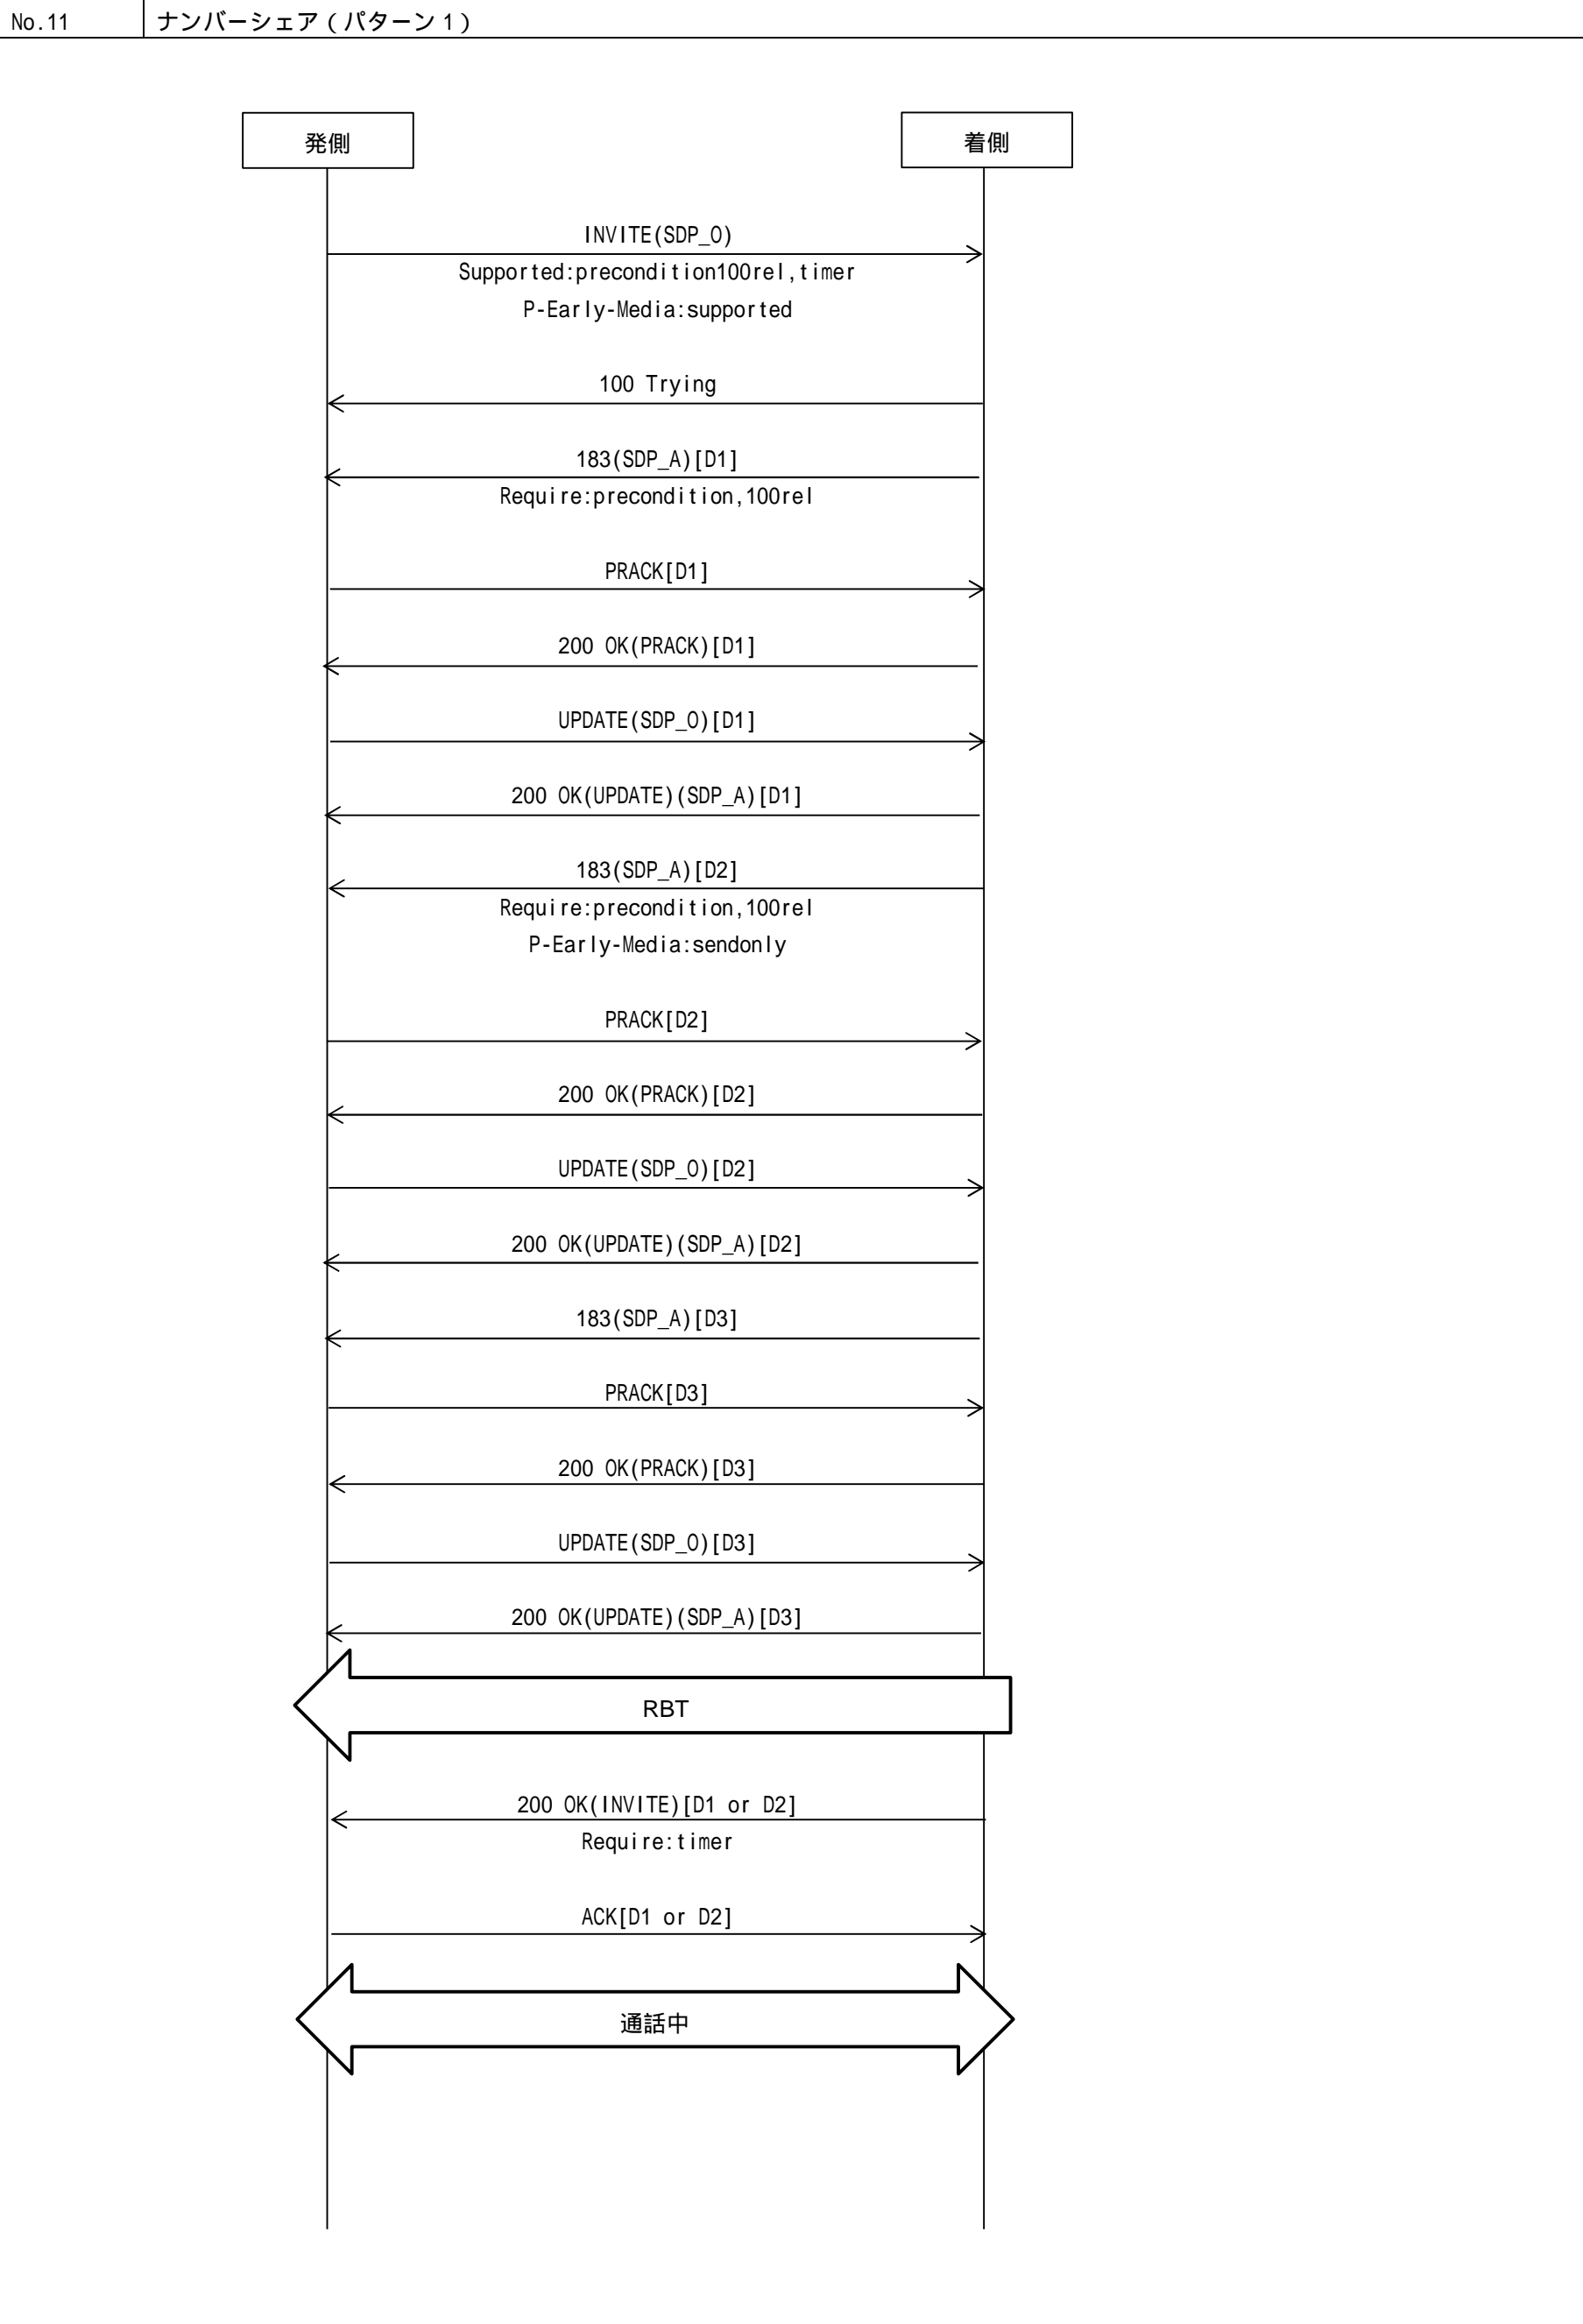 No.11 ナンバーシェア（パターン1）
発側 着側
INVITE(SDP_O)
Supported:precondition100rel,timer
P-Early-Media:supported
100 Trying
183(SDP_A)[D1]
Require:precondition,100rel
PRACK[D1]
200 OK(PRACK)[D1]
UPDATE(SDP_O)[D1]
200 OK(UPDATE)(SDP_A)[D1]
183(SDP_A)[D2]
Require:precondition,100rel
P-Early-Media:sendonly
PRACK[D2]
200 OK(PRACK)[D2]
UPDATE(SDP_O)[D2]
200 OK(UPDATE)(SDP_A)[D2]
183(SDP_A)[D3]
PRACK[D3]
200 OK(PRACK)[D3]
UPDATE(SDP_O)[D3]
200 OK(UPDATE)(SDP_A)[D3]
RBT
200 OK(INVITE)[D1 or D2]
Require:timer
ACK[D1 or D2]
通話中